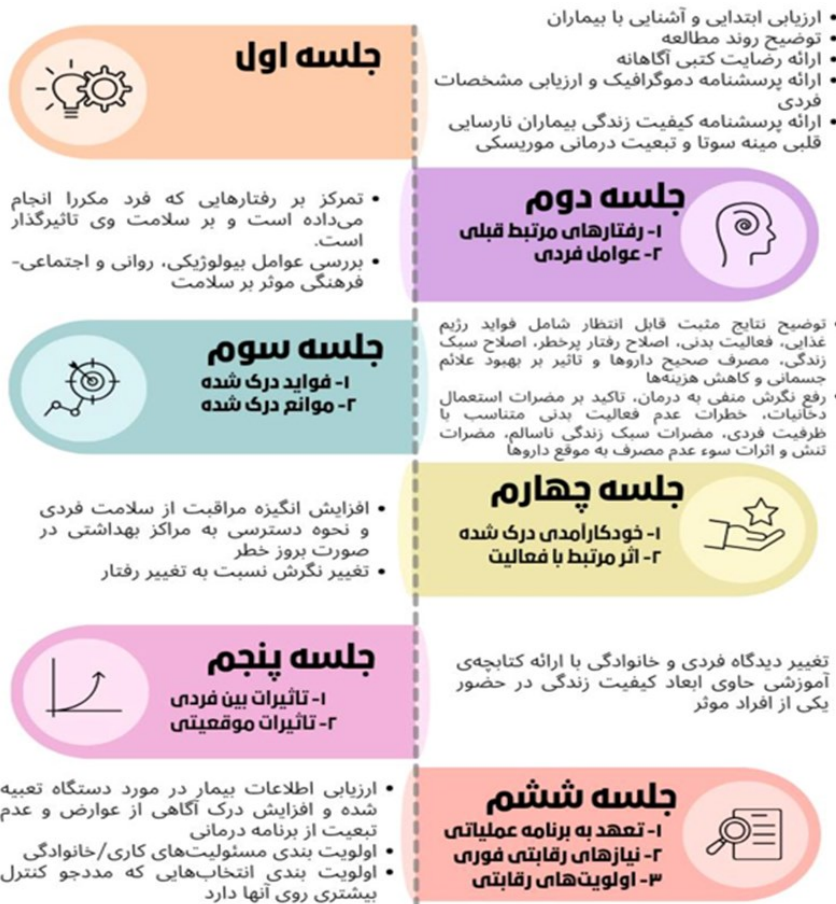 جلسه اول
• ارزیابی ابتدایی و آشنایی با بیماران
• توضیح روند مطالعه
• ارائه رضایت کتبی آگاهانه
• ارائه پرسشنامه دموگرافیک و ارزیابی مشخصات
فردی
• ارائه پرسشنامه کیفیت زندگی بیماران نارسایی
قلبی مینه سوتا و تبعیت درمانی موریسکی
جلسه دوم
۱- رفتارهای مرتبط قبلی
۲- عوامل فردی
• تمرکز بر رفتارهایی که فرد مکررا انجام
می‌داده است و بر سلامت وی تاثیرگذار
است.
• بررسی عوامل بیولوژیکی، روانی و اجتماعی-
فرهنگی موثر بر سلامت
جلسه سوم
۱- فواید درک شده
۲- موانع درک شده
• توضیح نتایج مثبت قابل انتظار شامل فواید رژیم
غذایی، فعالیت بدنی، اصلاح رفتار پرخطر، اصلاح سبک
زندگی، مصرف صحیح داروها و تاثیر بر بهبود علائم
جسمانی و کاهش هزینه‌ها
• رفع نگرش منفی به درمان، تاکید بر مضرات استعمال
دخانیات، خطرات عدم فعالیت بدنی متناسب با
ظرفیت فردی، مضرات سبک زندگی ناسالم، مضرات
تنش و اثرات سوء عدم مصرف به موقع داروها
جلسه چهارم
۱- خودکارآمدی درک شده
۲- اثر مرتبط با فعالیت
• افزایش انگیزه مراقبت از سلامت فردی
و نحوه دسترسی به مراکز بهداشتی در
صورت بروز خطر
• تغییر نگرش نسبت به تغییر رفتار
جلسه پنجم
۱- تاثیرات بین فردی
۲- تاثیرات موقعیتی
تغییر دیدگاه فردی و خانوادگی با ارائه کتابچه‌ی
آموزشی حاوی ابعاد کیفیت زندگی در حضور
یکی از افراد موثر
جلسه ششم
۱- تعهد به برنامه عملیاتی
۲- نیازهای رقابتی فوری
۳- اولویت‌های رقابتی
• ارزیابی اطلاعات بیمار در مورد دستگاه تعبیه
شده و افزایش درک آگاهی از عوارض و عدم
تبعیت از برنامه درمانی
• اولویت بندی مسئولیت‌های کاری/خانوادگی
• اولویت بندی انتخاب‌هایی که مددجو کنترل
بیشتری روی آنها دارد